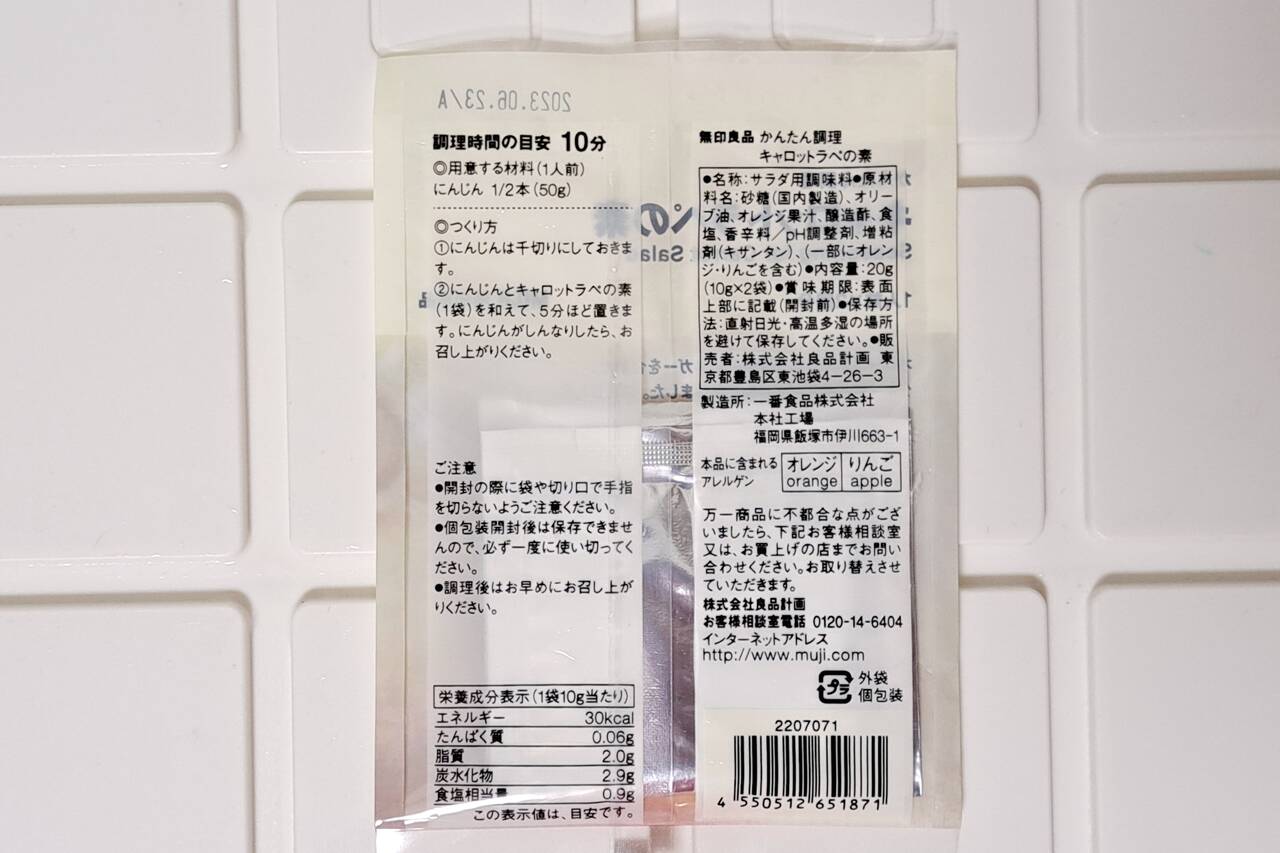 2023.06.23/A
調理時間の目安 10分
◎用意する材料(1人前)
にんじん 1/2本(50g)
◎つくり方
①にんじんは千切りにしておきま
す。
②にんじんとキャロットラペの素
(1袋)を和えて、5分ほど置きま
す。にんじんがしんなりしたら、お
召し上がりください。
ご注意
●開封の際に袋や切り口で手指
を切らないようご注意ください。
●個包装開封後は保存できませ
んので、必ず一度に使い切ってく
ださい。
●調理後はお早めにお召し上が
りください。
栄養成分表示(1袋10g当たり)
エネルギー 30kcal
たんぱく質 0.06g
脂質 2.0g
炭水化物 2.9g
食塩相当量 0.9g
この表示値は、目安です。
無印良品 かんたん調理
キャロットラペの素
●名称:サラダ用調味料●原材
料名:砂糖(国内製造)、オリー
ブ油、オレンジ果汁、醸造酢、食
塩、香辛料/pH調整剤、増粘
剤(キサンタン)、(一部にオレン
ジ・りんごを含む)●内容量:20g
(10g×2袋)●賞味期限:表面
上部に記載(開封前)●保存方
法:直射日光・高温多湿の場所
を避けて保存してください。●販
売者:株式会社良品計画 東
京都豊島区東池袋4-26-3
製造所:一番食品株式会社
本社工場
福岡県飯塚市伊川663-1
本品に含まれる
アレルゲン
オレンジ りんご
orange apple
万一商品に不都合な点がござ
いましたら、下記お客様相談室
又は、お買上げの店までお問い
合わせください。お取り替えさせ
ていただきます。
株式会社良品計画
お客様相談室電話 0120-14-6404
インターネットアドレス
http://www.muji.com
プラ 外袋
個包装
2207071
4 550512 651871